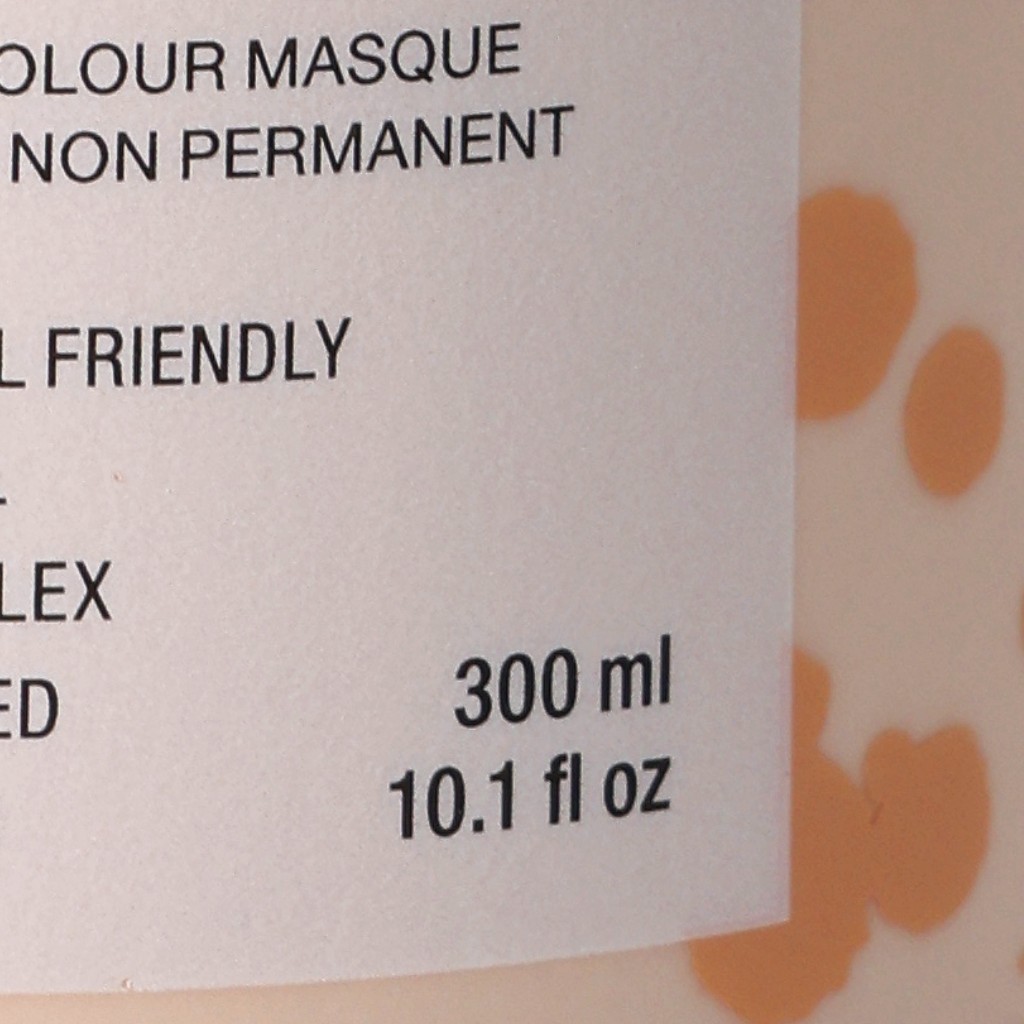 OLOUR MASQUE
NON PERMANENT
L FRIENDLY
LEX
ED
300 ml
10.1 fl oz